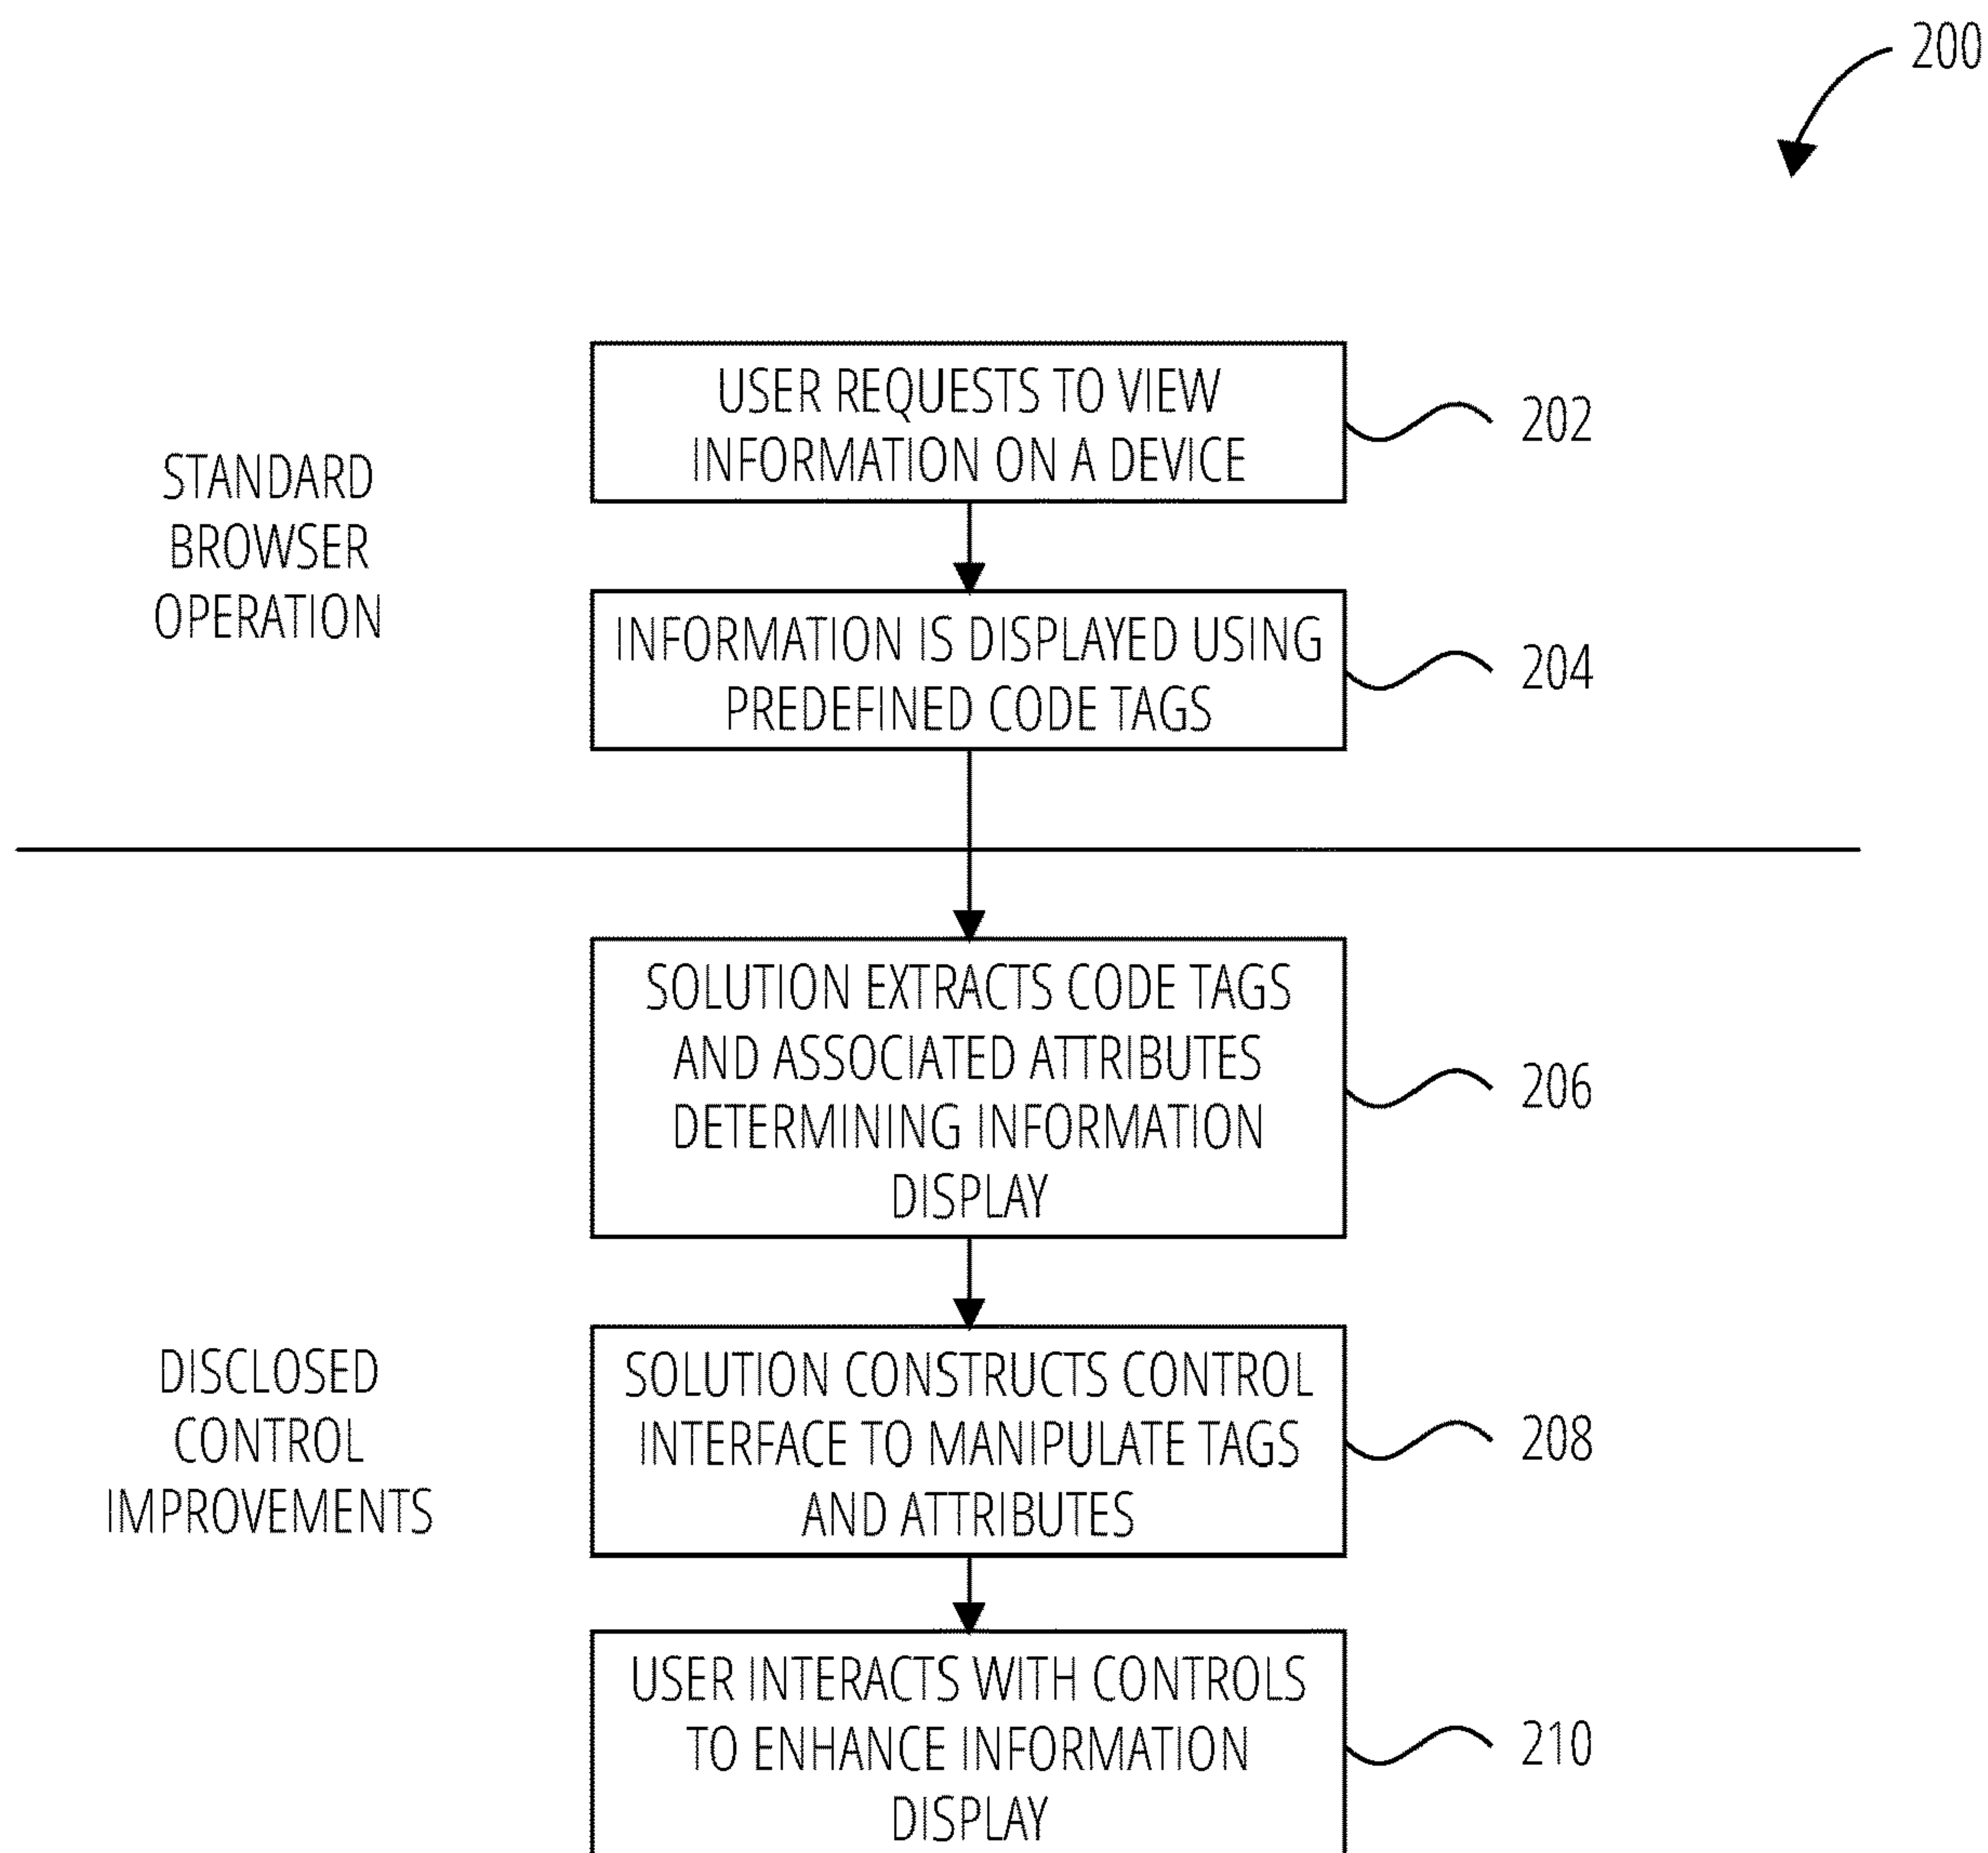 200
USER REQUESTS TO VIEW
INFORMATION ON A DEVICE
202
STANDARD
BROWSER
OPERATION
INFORMATION IS DISPLAYED USING
PREDEFINED CODE TAGS
204
SOLUTION EXTRACTS CODE TAGS
AND ASSOCIATED ATTRIBUTES
DETERMINING INFORMATION
DISPLAY
206
DISCLOSED
CONTROL
IMPROVEMENTS
SOLUTION CONSTRUCTS CONTROL
INTERFACE TO MANIPULATE TAGS
AND ATTRIBUTES
208
USER INTERACTS WITH CONTROLS
TO ENHANCE INFORMATION
DISPLAY
210